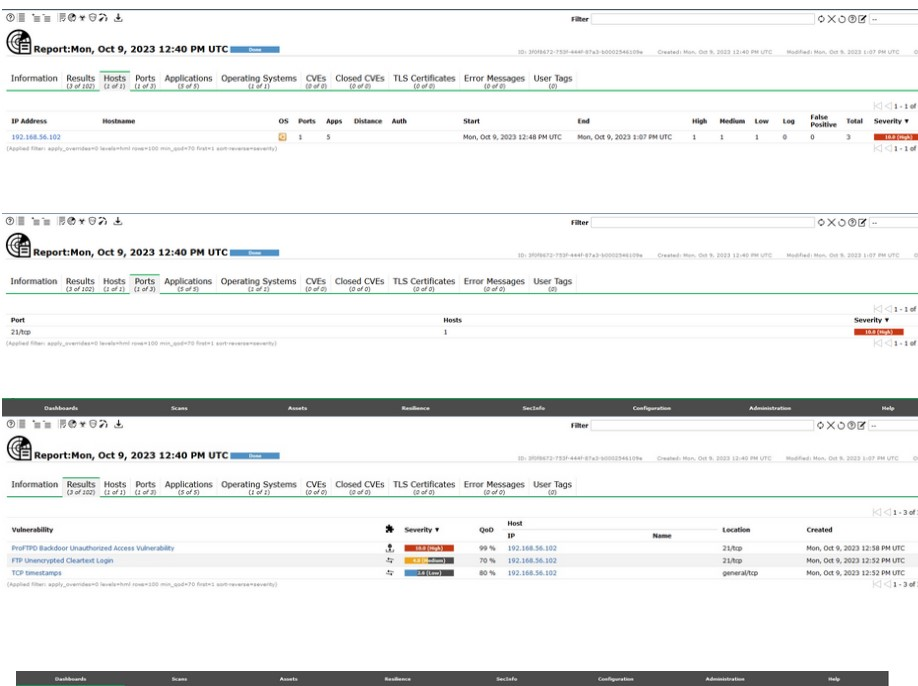 Filter
--
Report:Mon, Oct 9, 2023 12:40 PM UTC Done
Created: Mon, Oct 9, 2023 12:40 PM UTC Modified: Mon, Oct 9, 2023 1:07 PM UTC
Information Results Hosts Ports Applications Operating Systems CVEs Closed CVEs TLS Certificates Error Messages User Tags
(3 of 102) (1 of 1) (1 of 3) (5 of 5) (1 of 1) (0 of 0) (0 of 0) (0 of 0) (0 of 0) (0)
1 - 1 of
IP Address Hostname OS Ports Apps Distance Auth Start End High Medium Low Log False Positive Total Severity ▼
192.168.56.102 1 5 Mon, Oct 9, 2023 12:48 PM UTC Mon, Oct 9, 2023 1:07 PM UTC 1 1 1 0 0 3 10.0 (High)
(Applied filter: apply_overrides=0 levels=hml rows=100 min_qod=70 first=1 sort-reverse=severity)
1 - 1 of
Filter
--
Report:Mon, Oct 9, 2023 12:40 PM UTC Done
Created: Mon, Oct 9, 2023 12:40 PM UTC Modified: Mon, Oct 9, 2023 1:07 PM UTC
Information Results Hosts Ports Applications Operating Systems CVEs Closed CVEs TLS Certificates Error Messages User Tags
(3 of 102) (1 of 1) (1 of 3) (5 of 5) (1 of 1) (0 of 0) (0 of 0) (0 of 0) (0 of 0) (0)
1 - 1 of
Port Hosts Severity ▼
21/tcp 1 10.0 (High)
(Applied filter: apply_overrides=0 levels=hml rows=100 min_qod=70 first=1 sort-reverse=severity)
1 - 1 of
Dashboards Scans Assets Resilience SecInfo Configuration Administration Help
Filter
--
Report:Mon, Oct 9, 2023 12:40 PM UTC Done
Created: Mon, Oct 9, 2023 12:40 PM UTC Modified: Mon, Oct 9, 2023 1:07 PM UTC
Information Results Hosts Ports Applications Operating Systems CVEs Closed CVEs TLS Certificates Error Messages User Tags
(3 of 102) (1 of 1) (1 of 3) (5 of 5) (1 of 1) (0 of 0) (0 of 0) (0 of 0) (0 of 0) (0)
1 - 3 of
Vulnerability Severity ▼ QoD Host Location Created
IP Name
ProFTPD Backdoor Unauthorized Access Vulnerability 10.0 (High) 99 % 192.168.56.102 21/tcp Mon, Oct 9, 2023 12:58 PM UTC
FTP Unencrypted Cleartext Login (Medium) 70 % 192.168.56.102 21/tcp Mon, Oct 9, 2023 12:52 PM UTC
TCP timestamps (Low) 80 % 192.168.56.102 general/tcp Mon, Oct 9, 2023 12:52 PM UTC
(Applied filter: apply_overrides=0 levels=hml rows=100 min_qod=70 first=1 sort-reverse=severity)
1 - 3 of
Dashboards Scans Assets Resilience SecInfo Configuration Administration Help